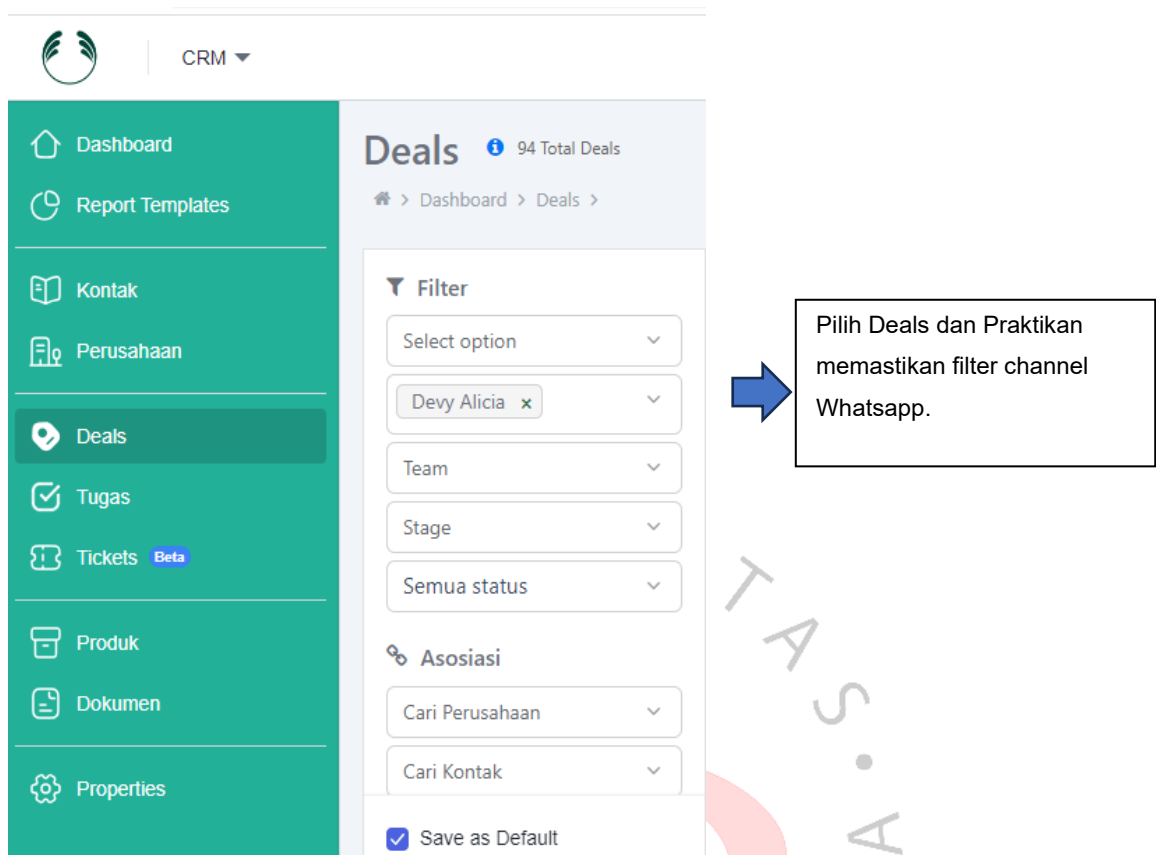 CRM
Dashboard
Report Templates
Kontak
Perusahaan
Deals
Tugas
Tickets Beta
Produk
Dokumen
Properties
Deals 94 Total Deals
> Dashboard > Deals >
Filter
Select option
Devy Alicia ×
Team
Stage
Semua status
Asosiasi
Cari Perusahaan
Cari Kontak
Save as Default
Pilih Deals dan Praktikan
memastikan filter channel
Whatsapp.
T A S • A